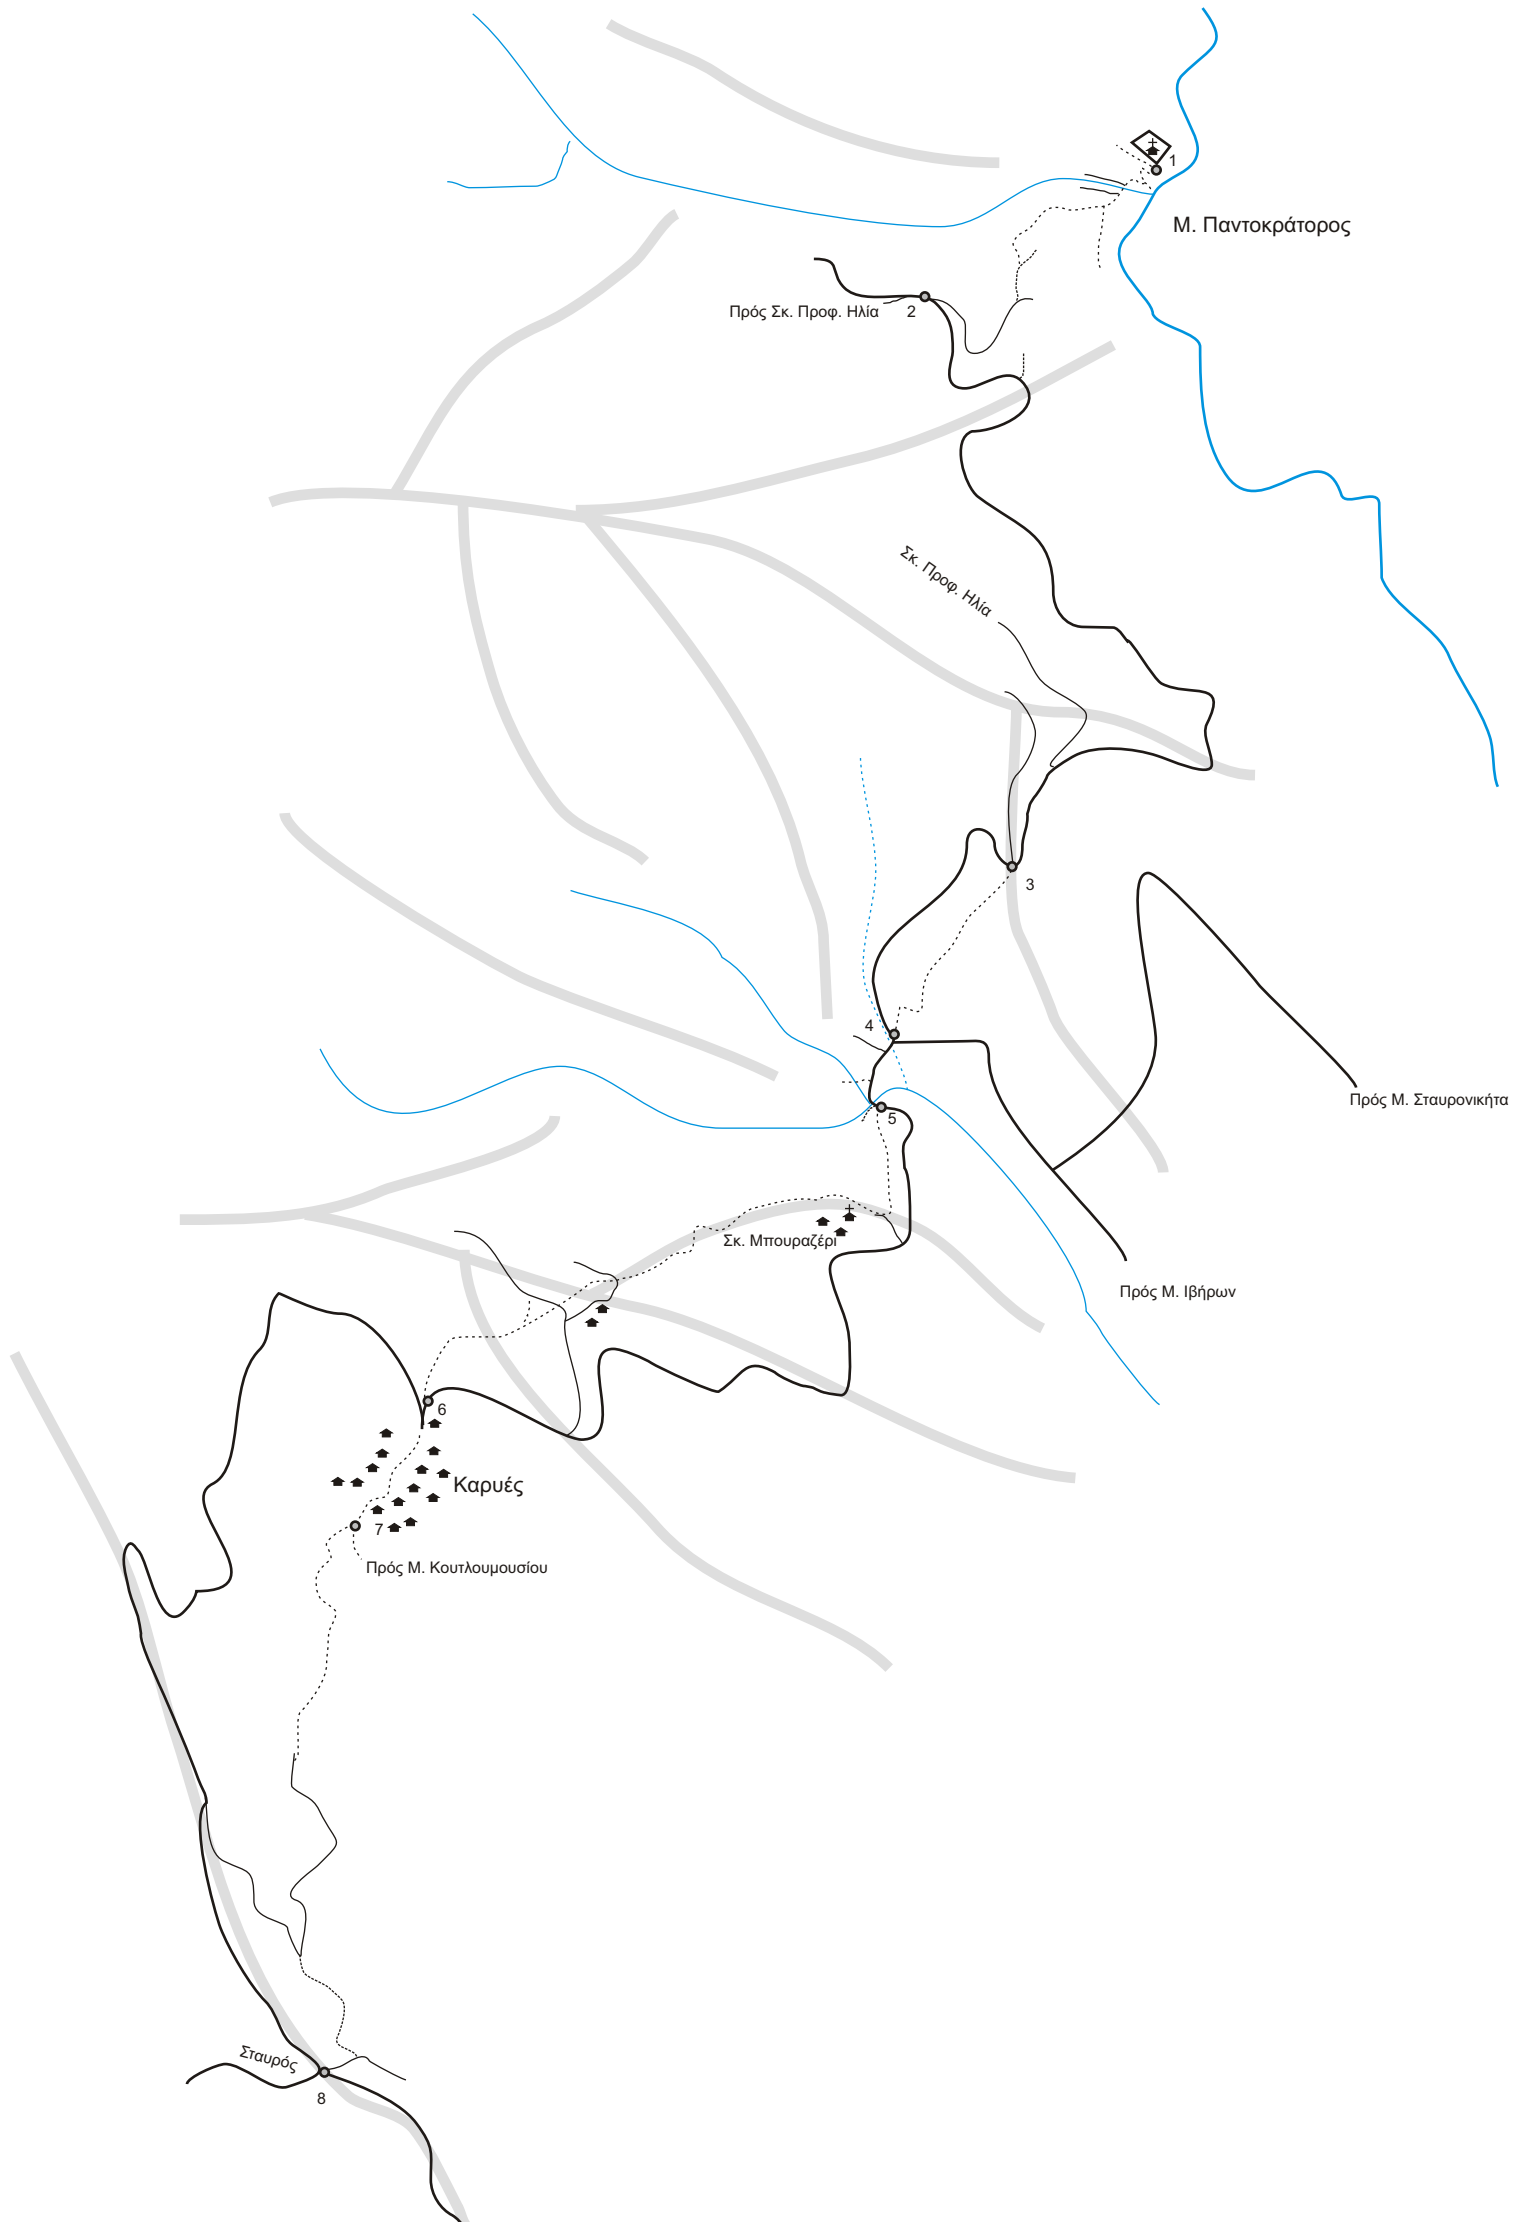 1
Μ. Παντοκράτορος
Πρός Σκ. Προφ. Ηλία
2
Σκ. Προφ. Ηλία
3
4
Πρός Μ. Σταυρονικήτα
5
Σκ. Μπουραζέρι
Πρός Μ. Ιβήρων
6
Καρυές
7
Πρός Μ. Κουτλουμουσίου
Σταυρός
8